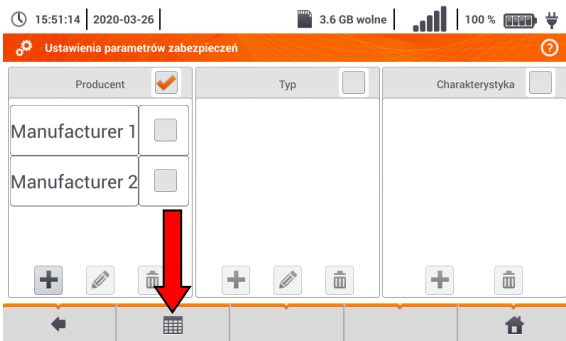 15:51:14 2020-03-26 3.6 GB wolne 100 %
Ustawienia parametrów zabezpieczeń ?
Producent Typ Charakterystyka
Manufacturer 1
Manufacturer 2